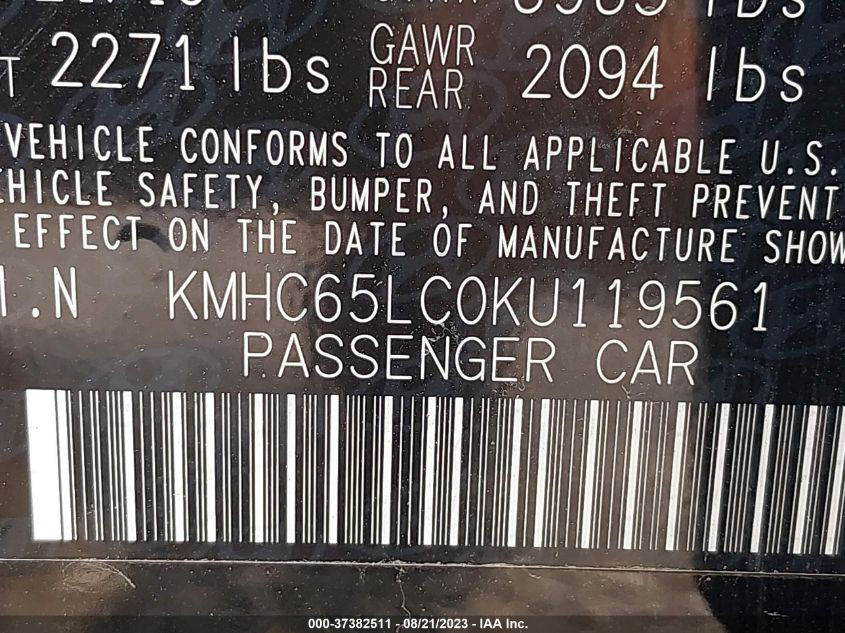 T 2271 lbs GAWR REAR 2094 lbs
VEHICLE CONFORMS TO ALL APPLICABLE U.S.
EHICLE SAFETY, BUMPER, AND THEFT PREVENT
EFFECT ON THE DATE OF MANUFACTURE SHOW
I.N KMHC65LC0KU119561
PASSENGER CAR
000-37382511 - 08/21/2023 - IAA Inc.